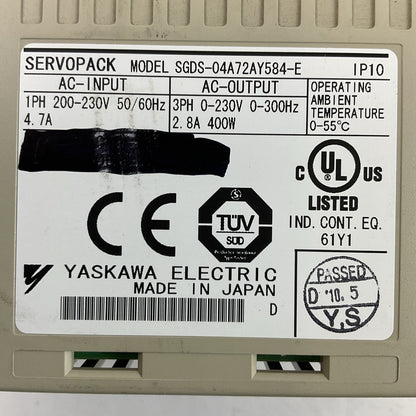 SERVOPACK MODEL SGDS-04A72AY584-E IP10
AC-INPUT AC-OUTPUT OPERATING AMBIENT TEMPERATURE 0-55℃
1PH 200-230V 50/60Hz 3PH 0-230V 0-300Hz
4.7A 2.8A 400W
C UL US
LISTED
IND. CONT. EQ.
61Y1
CE
S
TÜV
SÜD
YASKAWA ELECTRIC
MADE IN JAPAN
D
PASSED
D '10. 5
Y,S